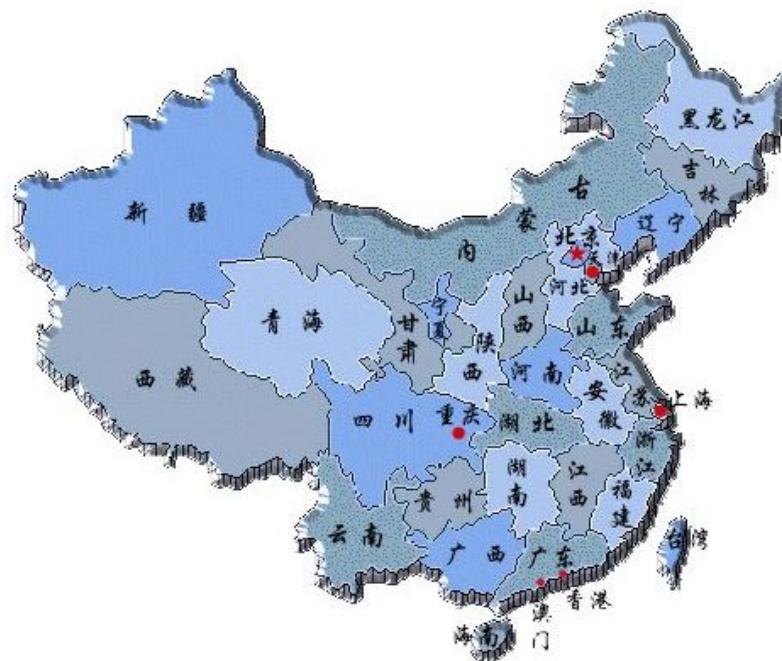 黑龙江
吉林
辽宁
内蒙古
新疆
北京
天津
河北
山西
山东
宁夏
甘肃
青海
陕西
河南
江苏
安徽
上海
西藏
四川
重庆
湖北
浙江
湖南
江西
福建
贵州
云南
广西
广东
台湾
香港
澳门
海南